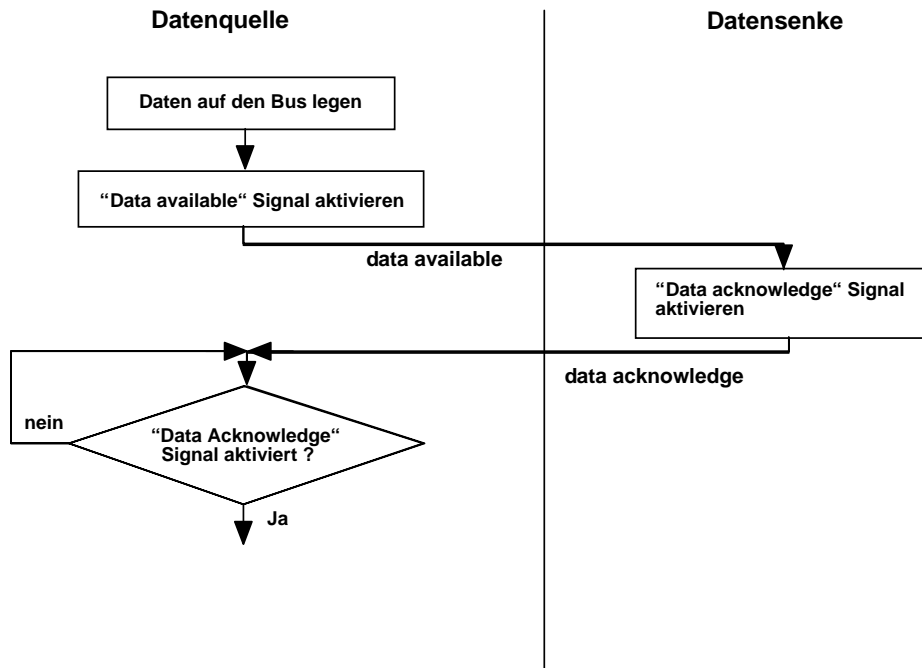 Datenquelle
Datensenke
Daten auf den Bus legen
“Data available“ Signal aktivieren
data available
“Data acknowledge“ Signal
aktivieren
data acknowledge
nein
“Data Acknowledge“
Signal aktiviert ?
Ja